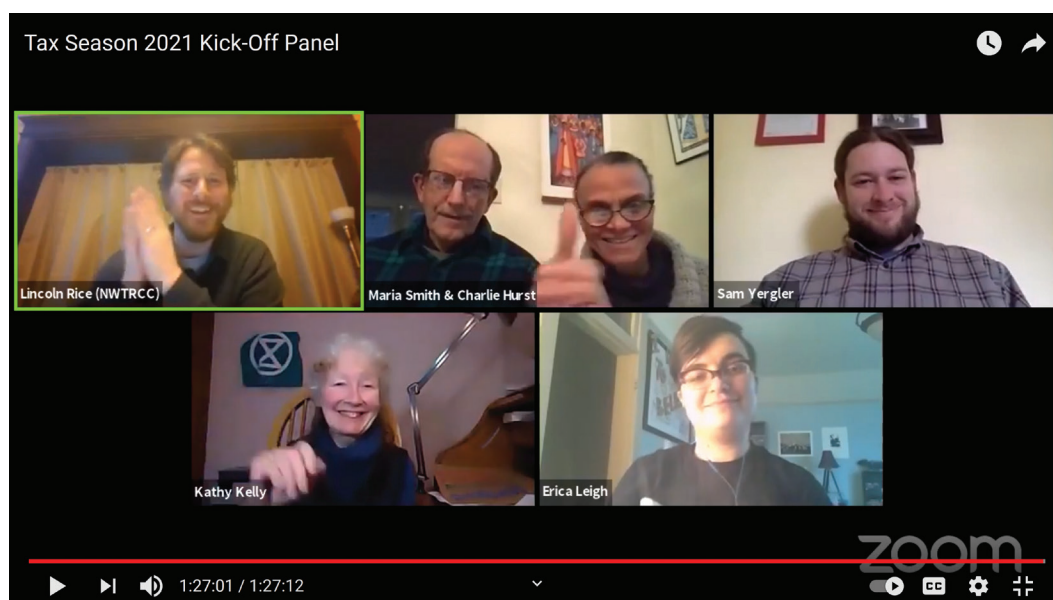 Tax Season 2021 Kick-Off Panel
Lincoln Rice (NWTRCC)
Maria Smith & Charlie Hurst
Sam Yergler
Kathy Kelly
Erica Leigh
zoom
1:27:01 / 1:27:12
CC